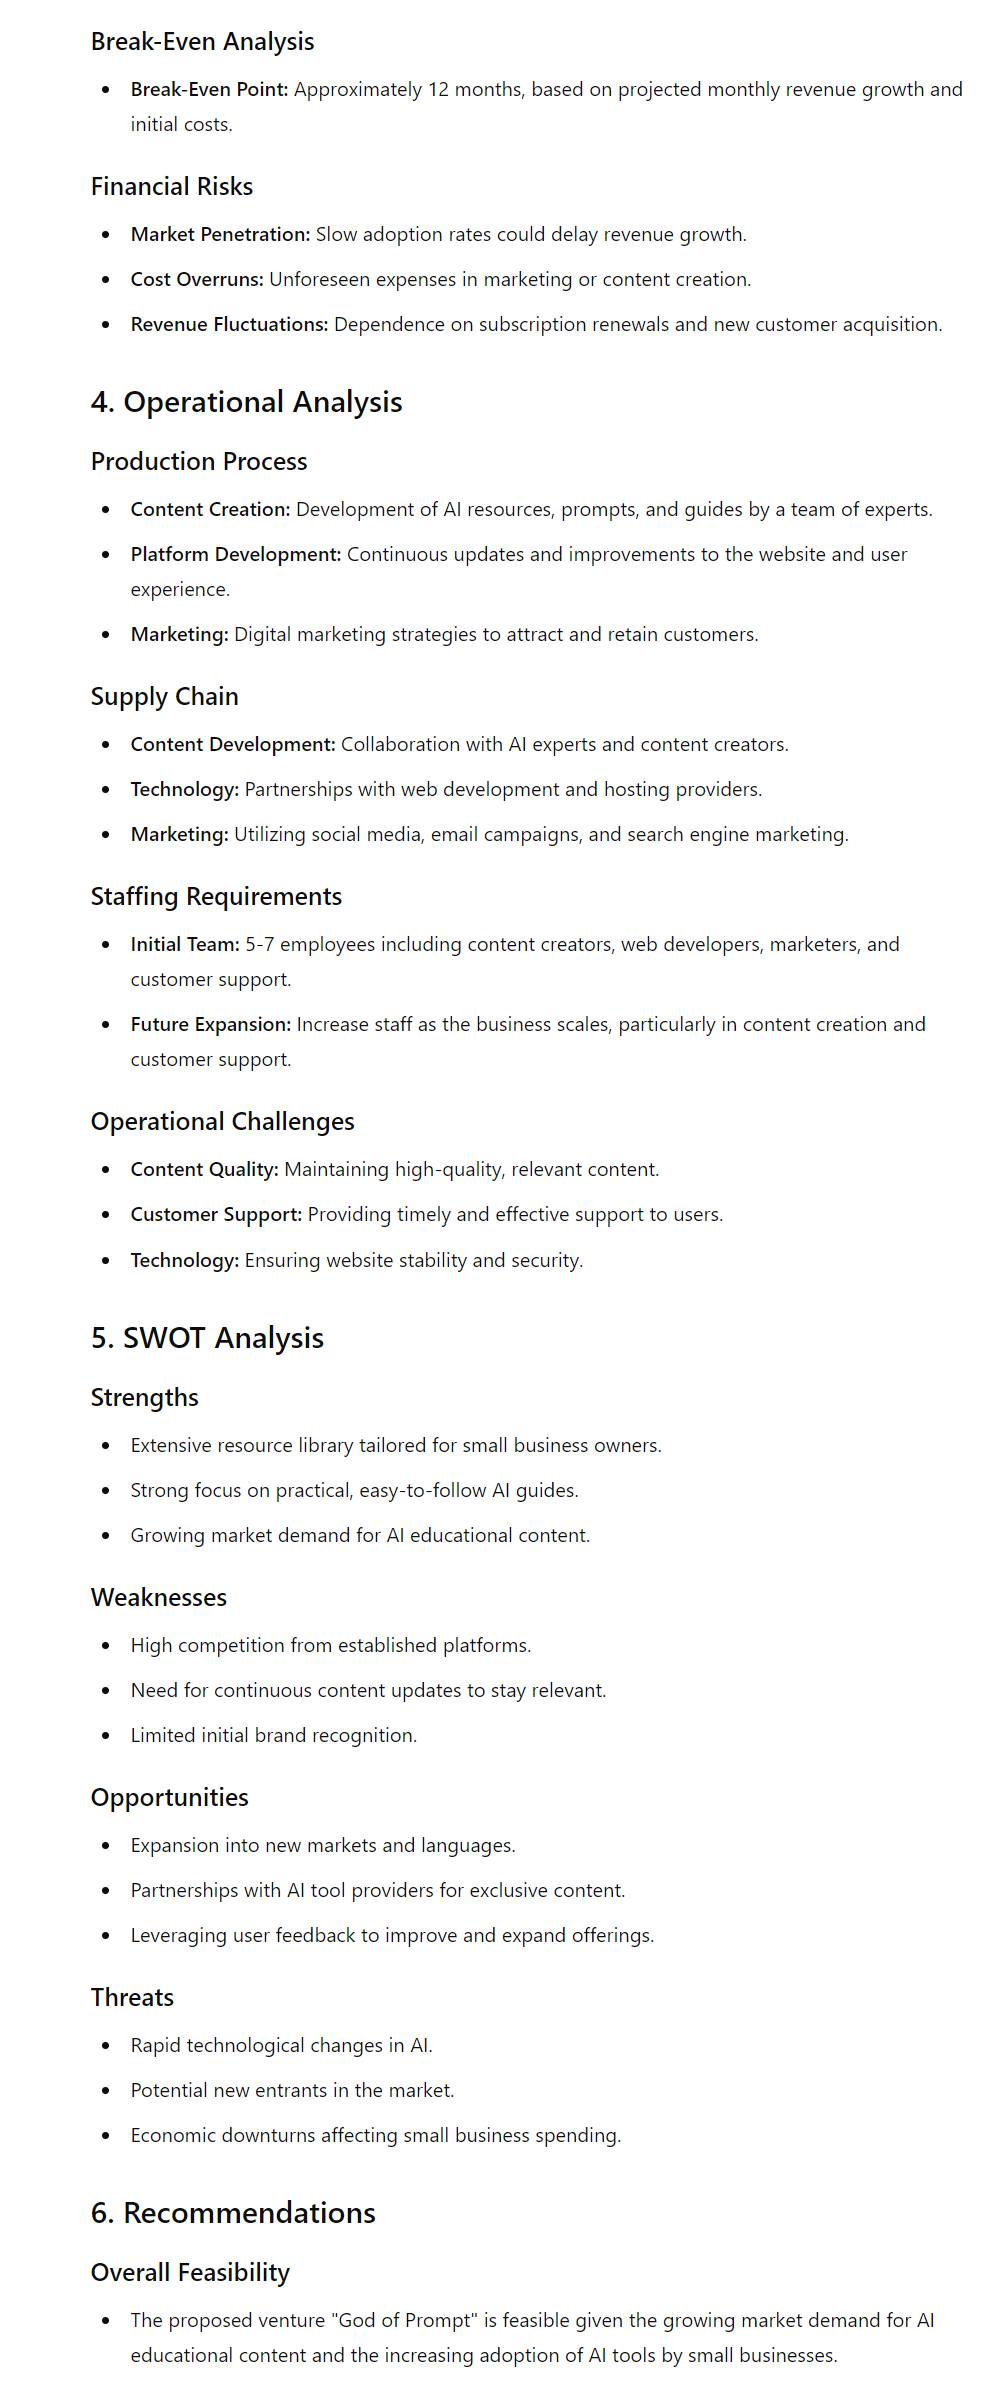 Break-Even Analysis
• Break-Even Point: Approximately 12 months, based on projected monthly revenue growth and
initial costs.
Financial Risks
• Market Penetration: Slow adoption rates could delay revenue growth.
• Cost Overruns: Unforeseen expenses in marketing or content creation.
• Revenue Fluctuations: Dependence on subscription renewals and new customer acquisition.
4. Operational Analysis
Production Process
• Content Creation: Development of AI resources, prompts, and guides by a team of experts.
• Platform Development: Continuous updates and improvements to the website and user
experience.
• Marketing: Digital marketing strategies to attract and retain customers.
Supply Chain
• Content Development: Collaboration with AI experts and content creators.
• Technology: Partnerships with web development and hosting providers.
• Marketing: Utilizing social media, email campaigns, and search engine marketing.
Staffing Requirements
• Initial Team: 5-7 employees including content creators, web developers, marketers, and
customer support.
• Future Expansion: Increase staff as the business scales, particularly in content creation and
customer support.
Operational Challenges
• Content Quality: Maintaining high-quality, relevant content.
• Customer Support: Providing timely and effective support to users.
• Technology: Ensuring website stability and security.
5. SWOT Analysis
Strengths
• Extensive resource library tailored for small business owners.
• Strong focus on practical, easy-to-follow AI guides.
• Growing market demand for AI educational content.
Weaknesses
• High competition from established platforms.
• Need for continuous content updates to stay relevant.
• Limited initial brand recognition.
Opportunities
• Expansion into new markets and languages.
• Partnerships with AI tool providers for exclusive content.
• Leveraging user feedback to improve and expand offerings.
Threats
• Rapid technological changes in AI.
• Potential new entrants in the market.
• Economic downturns affecting small business spending.
6. Recommendations
Overall Feasibility
• The proposed venture "God of Prompt" is feasible given the growing market demand for AI
educational content and the increasing adoption of AI tools by small businesses.